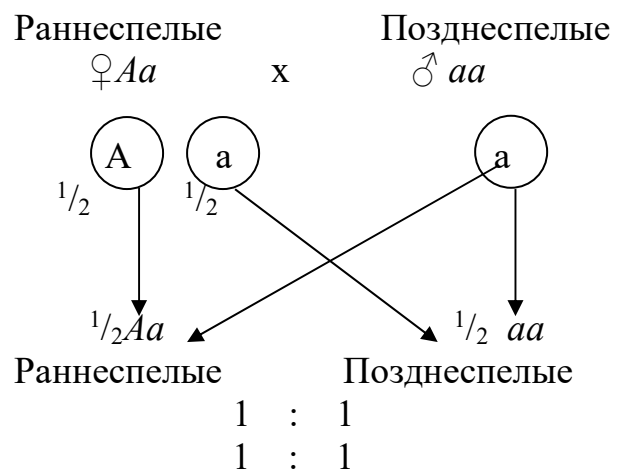 Раннеспелые Позднеспелые
♀Aa x ♂ aa
A a a
1/2 1/2
1/2Aa 1/2 aa
Раннеспелые Позднеспелые
1 : 1
1 : 1